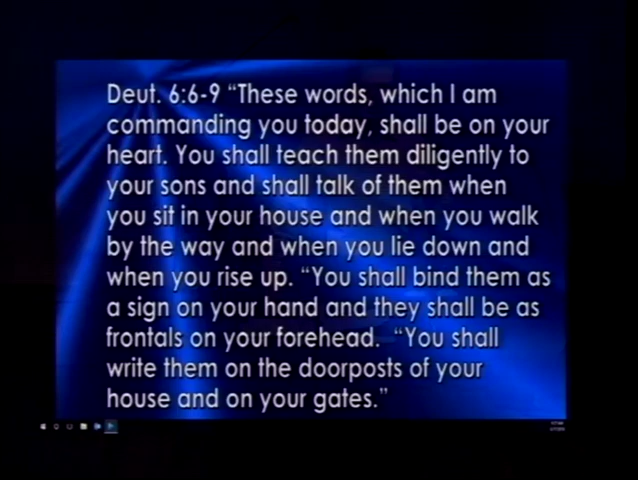 Deut. 6:6-9 “These words, which I am
commanding you today, shall be on your
heart. You shall teach them diligently to
your sons and shall talk of them when
you sit in your house and when you walk
by the way and when you lie down and
when you rise up. “You shall bind them as
a sign on your hand and they shall be as
frontals on your forehead. “You shall
write them on the doorposts of your
house and on your gates.”